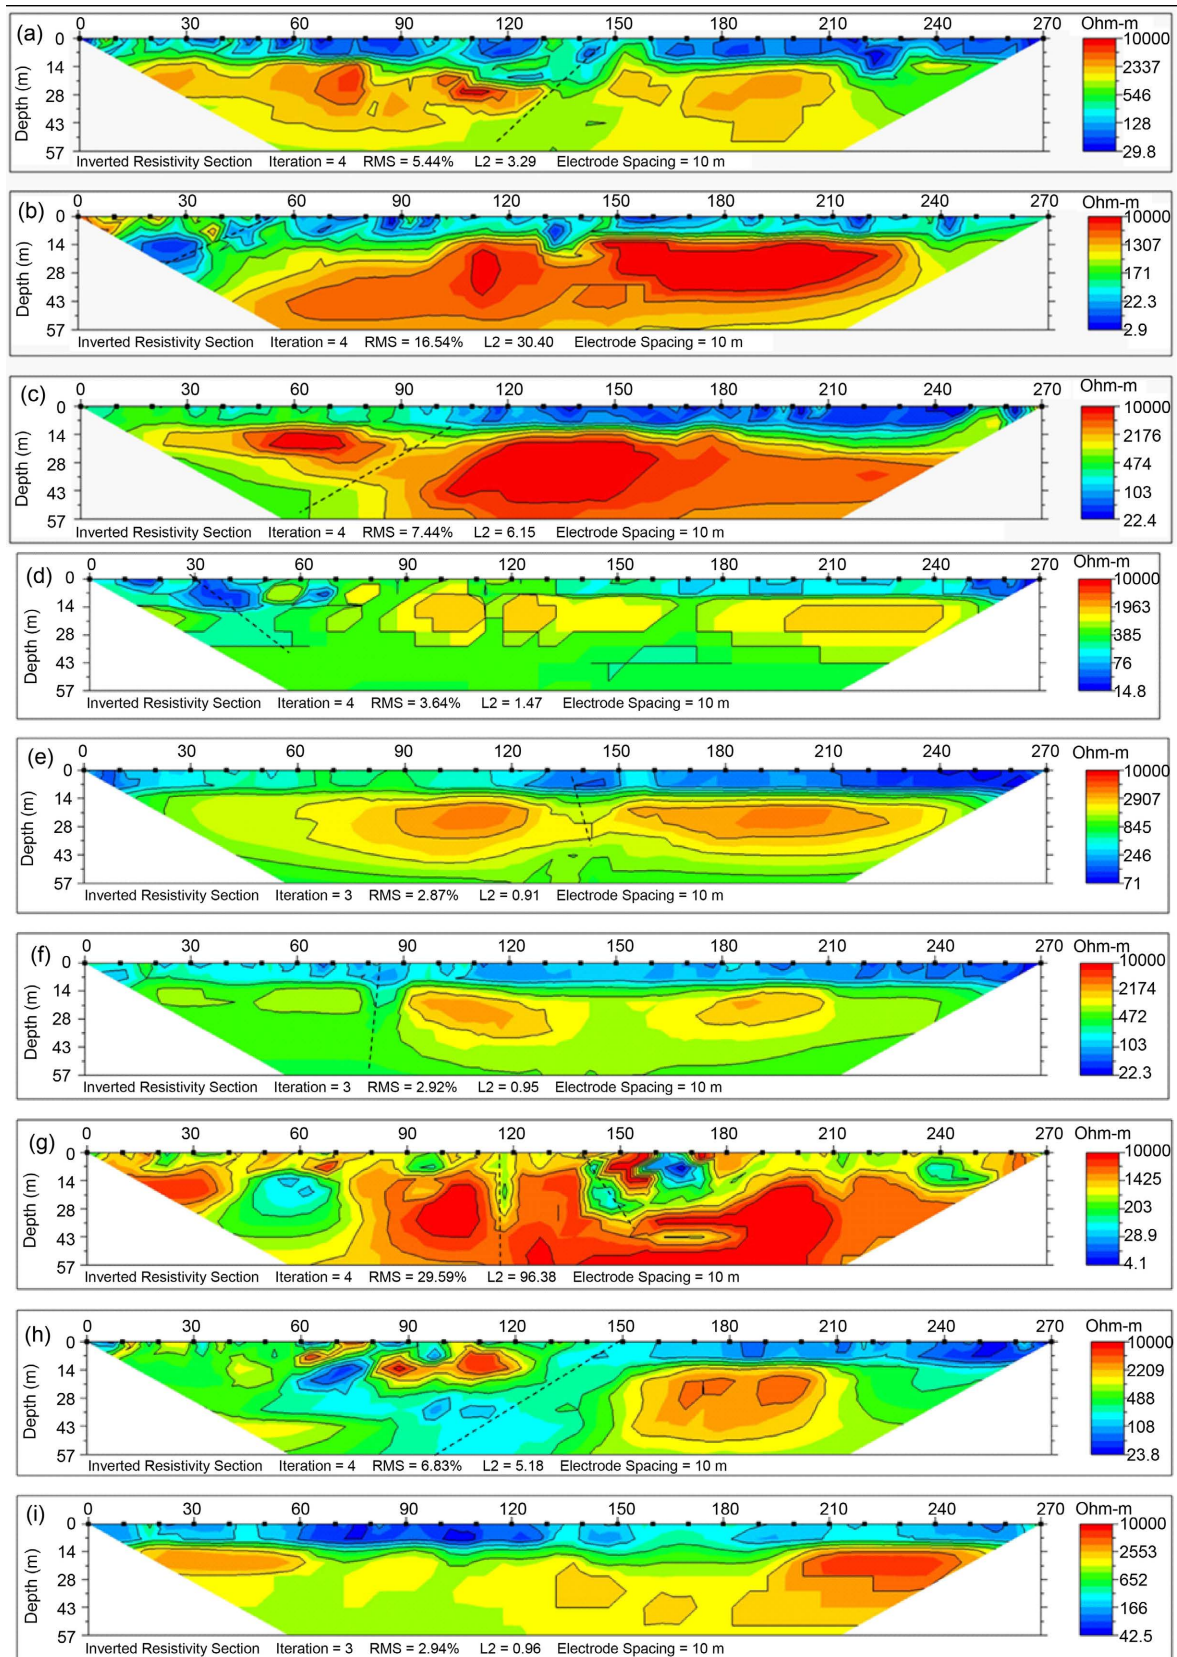 (a) 0 30 60 90 120 150 180 210 240 270 Ohm-m
0 10000
14 2337
28 546
43 128
57 29.8
Depth (m)
Inverted Resistivity Section Iteration = 4 RMS = 5.44% L2 = 3.29 Electrode Spacing = 10 m
(b) 0 30 60 90 120 150 180 210 240 270 Ohm-m
0 10000
14 1307
28 171
43 22.3
57 2.9
Depth (m)
Inverted Resistivity Section Iteration = 4 RMS = 16.54% L2 = 30.40 Electrode Spacing = 10 m
(c) 0 30 60 90 120 150 180 210 240 270 Ohm-m
0 10000
14 2176
28 474
43 103
57 22.4
Depth (m)
Inverted Resistivity Section Iteration = 4 RMS = 7.44% L2 = 6.15 Electrode Spacing = 10 m
(d) 0 30 60 90 120 150 180 210 240 270 Ohm-m
0 10000
14 1963
28 385
43 76
57 14.8
Depth (m)
Inverted Resistivity Section Iteration = 4 RMS = 3.64% L2 = 1.47 Electrode Spacing = 10 m
(e) 0 30 60 90 120 150 180 210 240 270 Ohm-m
0 10000
14 2907
28 845
43 246
57 71
Depth (m)
Inverted Resistivity Section Iteration = 3 RMS = 2.87% L2 = 0.91 Electrode Spacing = 10 m
(f) 0 30 60 90 120 150 180 210 240 270 Ohm-m
0 10000
14 2174
28 472
43 103
57 22.3
Depth (m)
Inverted Resistivity Section Iteration = 3 RMS = 2.92% L2 = 0.95 Electrode Spacing = 10 m
(g) 0 30 60 90 120 150 180 210 240 270 Ohm-m
0 10000
14 1425
28 203
43 28.9
57 4.1
Depth (m)
Inverted Resistivity Section Iteration = 4 RMS = 29.59% L2 = 96.38 Electrode Spacing = 10 m
(h) 0 30 60 90 120 150 180 210 240 270 Ohm-m
0 10000
14 2209
28 488
43 108
57 23.8
Depth (m)
Inverted Resistivity Section Iteration = 4 RMS = 6.83% L2 = 5.18 Electrode Spacing = 10 m
(i) 0 30 60 90 120 150 180 210 240 270 Ohm-m
0 10000
14 2553
28 652
43 166
57 42.5
Depth (m)
Inverted Resistivity Section Iteration = 3 RMS = 2.94% L2 = 0.96 Electrode Spacing = 10 m